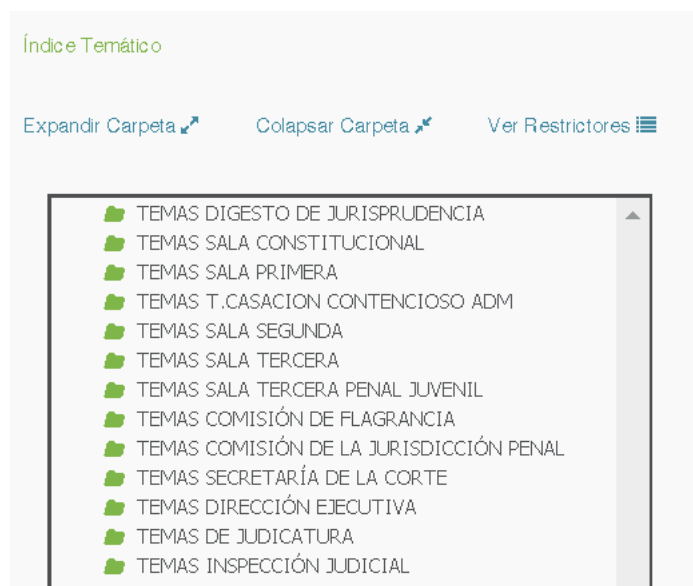 Índice Temático
Expandir Carpeta Colapsar Carpeta Ver Restrictores
TEMAS DIGESTO DE JURISPRUDENCIA
TEMAS SALA CONSTITUCIONAL
TEMAS SALA PRIMERA
TEMAS T.CASACION CONTENCIOSO ADM
TEMAS SALA SEGUNDA
TEMAS SALA TERCERA
TEMAS SALA TERCERA PENAL JUVENIL
TEMAS COMISIÓN DE FLAGRANCIA
TEMAS COMISIÓN DE LA JURISDICCIÓN PENAL
TEMAS SECRETARÍA DE LA CORTE
TEMAS DIRECCIÓN EJECUTIVA
TEMAS DE JUDICATURA
TEMAS INSPECCIÓN JUDICIAL